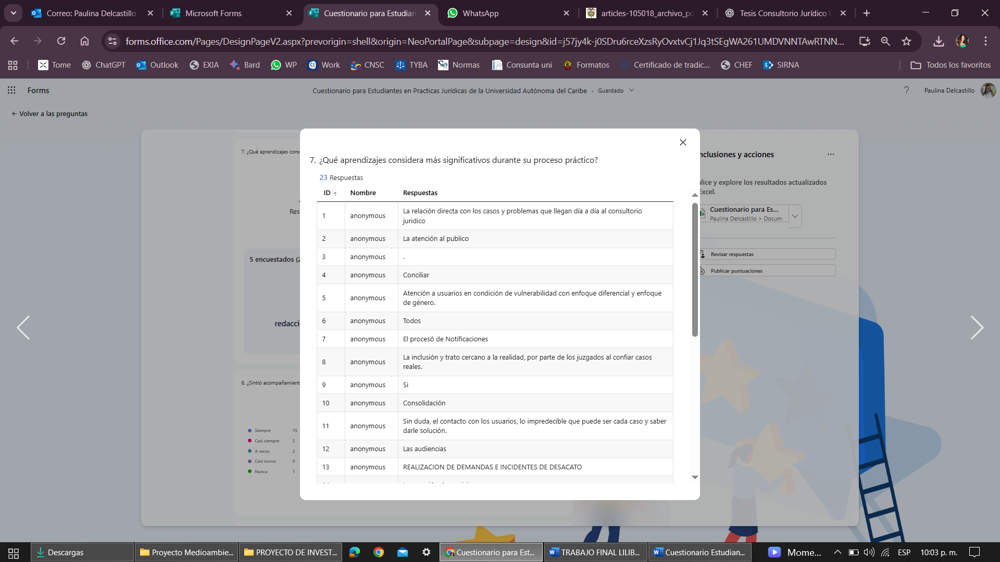 Correo: Paulina Delcastillo
Microsoft Forms
Cuestionario para Estudian
WhatsApp
articles-105018_archivo_pd
Tesis Consultorio Jurídico U
forms.office.com/Pages/DesignPageV2.aspx?prevorigin=shell&origin=NeoPortalPage&subpage=design&id=j57jy4k-j0SDru6rceXzsRyOvxtvCj1Jq3tSEgWA261UMDVNNTAwRTNN...
Tome
ChatGPT
Outlook
EXIA
Bard
WP
Work
CNSC
TYBA
Normas
Consunta uni
Formatos
Certificado de tradic...
CHEF
SIRNA
Todos los favoritos
Forms
Cuestionario para Estudiantes en Practicas Jurídicas de la Universidad Autónoma del Caribe - Guardado
?
Paulina Delcastillo
← Volver a las preguntas
7. ¿Qué aprendizajes cons
Res
5 encuestados (2
redacci
8. ¿Sintió acompañamient
Siempre 15
Casi siempre 5
A veces 2
Casi nunca 0
Nunca 1
7. ¿Qué aprendizajes considera más significativos durante su proceso práctico?
23 Respuestas
ID ↑ Nombre Respuestas
1 anonymous La relación directa con los casos y problemas que llegan día a día al consultorio
juridico
2 anonymous La atención al publico
3 anonymous .
4 anonymous Conciliar
5 anonymous Atención a usuarios en condición de vulnerabilidad con enfoque diferencial y enfoque
de género.
6 anonymous Todos
7 anonymous El procesó de Notificaciones
8 anonymous La inclusión y trato cercano a la realidad, por parte de los juzgados al confiar casos
reales.
9 anonymous Si
10 anonymous Consolidación
11 anonymous Sin duda, el contacto con los usuarios, lo impredecible que puede ser cada caso y saber
darle solución.
12 anonymous Las audiencias
13 anonymous REALIZACION DE DEMANDAS E INCIDENTES DE DESACATO
nclusiones y acciones
...
lice y explore los resultados actualizados
Excel.
Cuestionario para Es...
Paulina Delcastillo > Docum
Revisar respuestas
Publicar puntuaciones
Descargas
Proyecto Medioambie...
PROYECTO DE INVEST...
Cuestionario para Est...
TRABAJO FINAL LILIB...
Cuestionario Estudian...
Mome...
ESP
10:03 p. m.